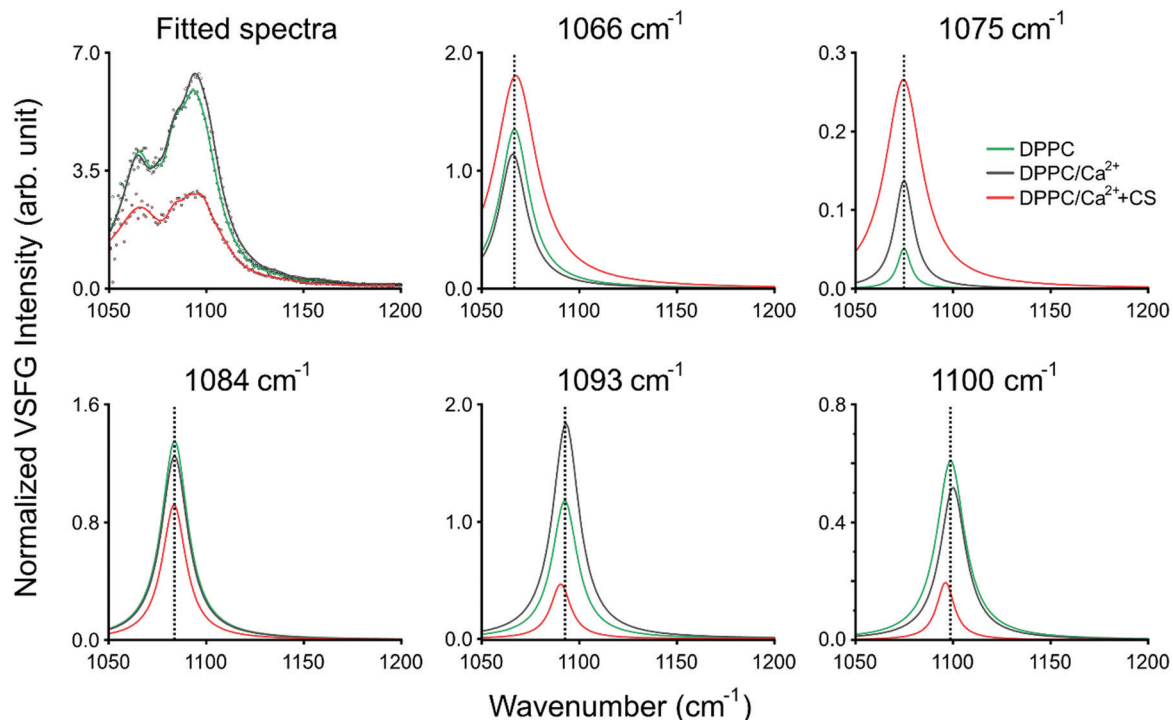 Fitted spectra
1066 cm⁻¹
1075 cm⁻¹
Normalized VSFG Intensity (arb. unit)
7.0
3.5
0.0
1050 1100 1150 1200
2.0
1.0
0.0
1050 1100 1150 1200
0.3
0.2
0.1
0.0
1050 1100 1150 1200
DPPC
DPPC/Ca²⁺
DPPC/Ca²⁺+CS
1084 cm⁻¹
1093 cm⁻¹
1100 cm⁻¹
1.6
0.8
0.0
1050 1100 1150 1200
2.0
1.0
0.0
1050 1100 1150 1200
0.8
0.4
0.0
1050 1100 1150 1200
Wavenumber (cm⁻¹)